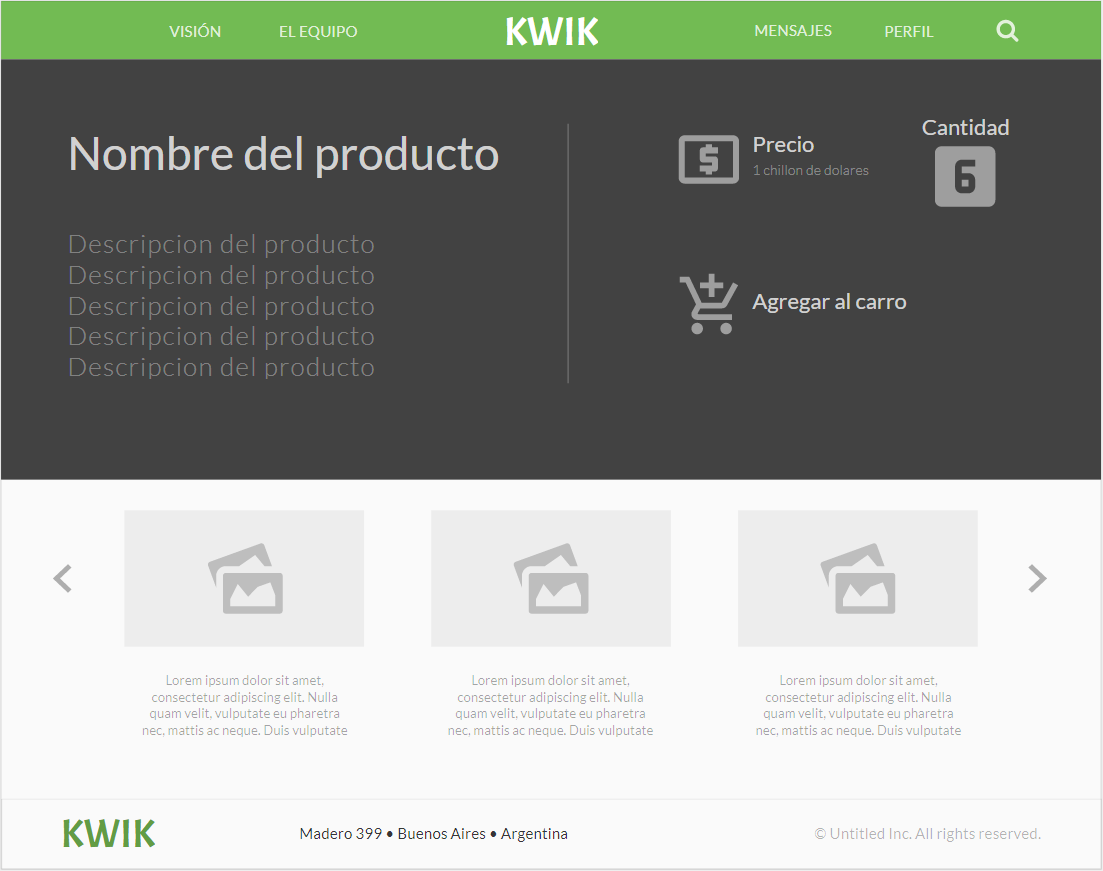 VISIÓN
EL EQUIPO
KWIK
MENSAJES
PERFIL
Nombre del producto
Descripcion del producto
Descripcion del producto
Descripcion del producto
Descripcion del producto
Descripcion del producto
$
Precio
1 chillon de dolares
Cantidad
6
Agregar al carro
Lorem ipsum dolor sit amet,
consectetur adipiscing elit. Nulla
quam velit, vulputate eu pharetra
nec, mattis ac neque. Duis vulputate
Lorem ipsum dolor sit amet,
consectetur adipiscing elit. Nulla
quam velit, vulputate eu pharetra
nec, mattis ac neque. Duis vulputate
Lorem ipsum dolor sit amet,
consectetur adipiscing elit. Nulla
quam velit, vulputate eu pharetra
nec, mattis ac neque. Duis vulputate
KWIK
Madero 399 • Buenos Aires • Argentina
© Untitled Inc. All rights reserved.